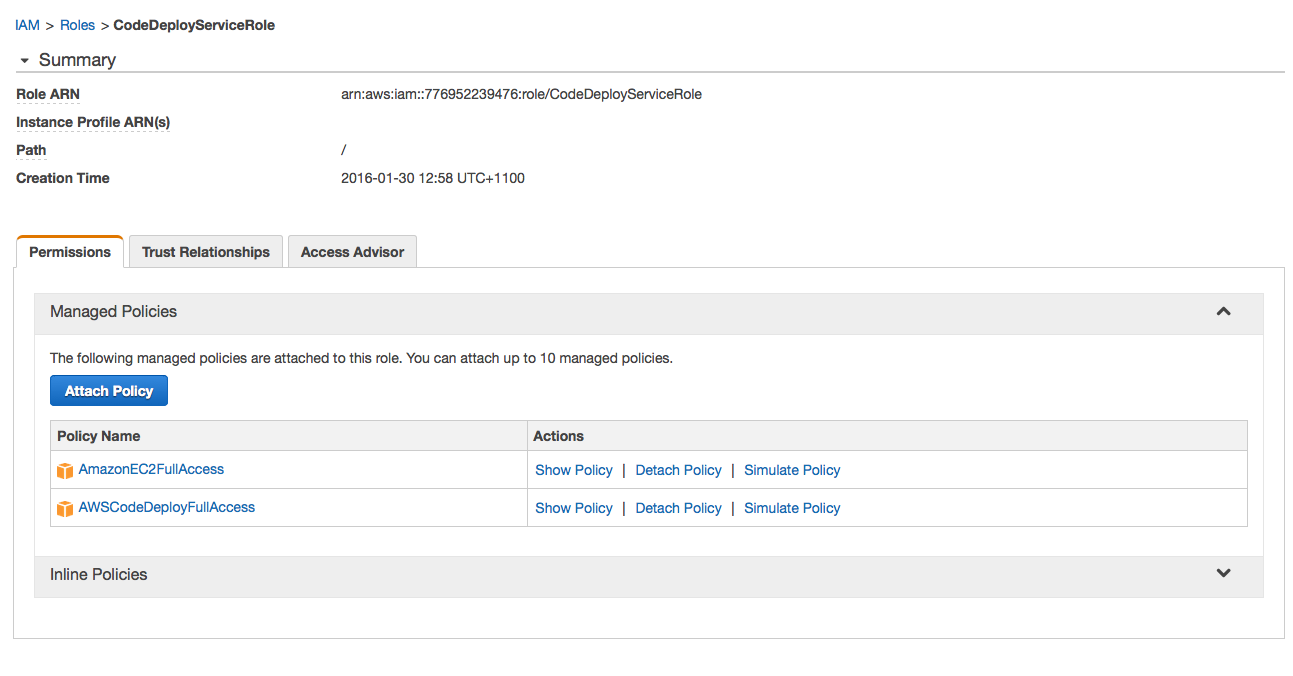 IAM > Roles > CodeDeployServiceRole
Summary
Role ARN arn:aws:iam::776952239476:role/CodeDeployServiceRole
Instance Profile ARN(s)
Path /
Creation Time 2016-01-30 12:58 UTC+1100
Permissions Trust Relationships Access Advisor
Managed Policies
The following managed policies are attached to this role. You can attach up to 10 managed policies.
Attach Policy
Policy Name Actions
AmazonEC2FullAccess Show Policy | Detach Policy | Simulate Policy
AWSCodeDeployFullAccess Show Policy | Detach Policy | Simulate Policy
Inline Policies